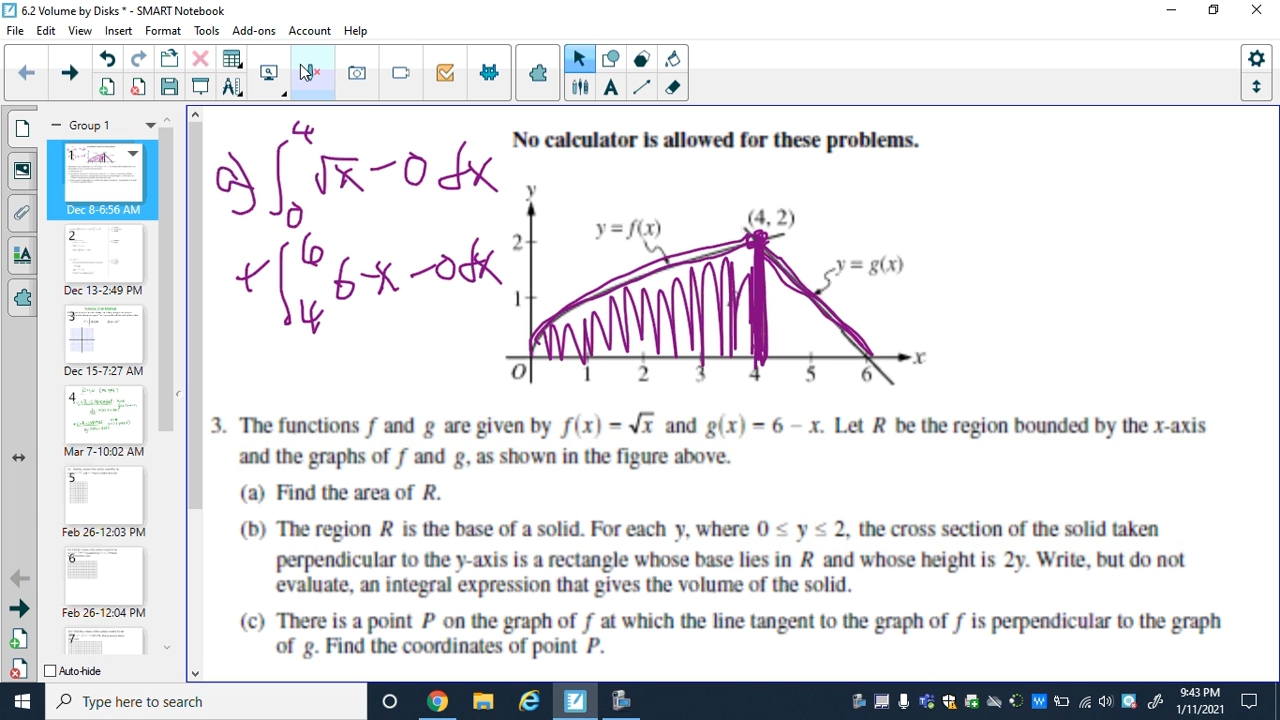 6.2 Volume by Disks * - SMART Notebook
File Edit View Insert Format Tools Add-ons Account Help
Group 1
1
Dec 8-6:56 AM
2
Dec 13-2:49 PM
3
Dec 15-7:27 AM
4
Mar 7-10:02 AM
5
Feb 26-12:03 PM
6
Feb 26-12:04 PM
7
Auto-hide
a) ∫₀⁴ √x - 0 dx
+ ∫₄⁶ 6-x - 0 dx
No calculator is allowed for these problems.
y
(4, 2)
y = f(x)
2
y = g(x)
1
O 1 2 3 4 5 6 x
3. The functions f and g are given by f(x) = √x and g(x) = 6 − x. Let R be the region bounded by the x-axis
and the graphs of f and g, as shown in the figure above.
(a) Find the area of R.
(b) The region R is the base of a solid. For each y, where 0 ≤ y ≤ 2, the cross section of the solid taken
perpendicular to the y-axis is a rectangle whose base lies in R and whose height is 2y. Write, but do not
evaluate, an integral expression that gives the volume of the solid.
(c) There is a point P on the graph of f at which the line tangent to the graph of f is perpendicular to the graph
of g. Find the coordinates of point P.
Type here to search
9:43 PM
1/11/2021